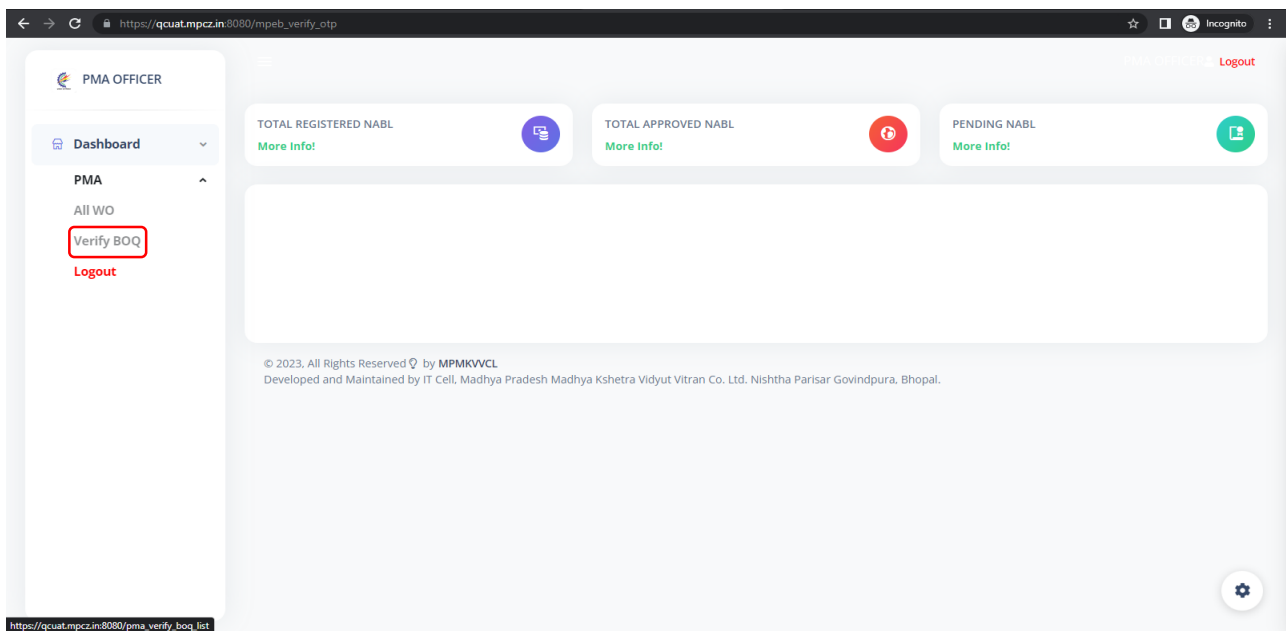 https://qcuat.mpcz.in:8080/mpeb_verify_otp
Incognito
PMA OFFICER
PMA OFFICER
Logout
Dashboard
PMA
All WO
Verify BOQ
Logout
TOTAL REGISTERED NABL
More Info!
TOTAL APPROVED NABL
More Info!
PENDING NABL
More Info!
© 2023, All Rights Reserved by MPMKVVCL
Developed and Maintained by IT Cell, Madhya Pradesh Madhya Kshetra Vidyut Vitran Co. Ltd. Nishtha Parisar Govindpura, Bhopal.
https://qcuat.mpcz.in:8080/pma_verify_boq_list